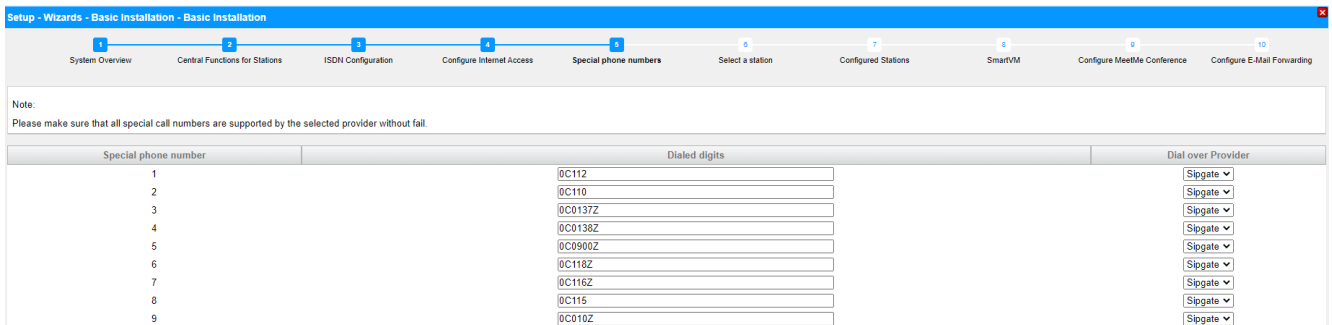 Setup - Wizards - Basic Installation - Basic Installation
1 2 3 4 5 6 7 8 9 10
System Overview Central Functions for Stations ISDN Configuration Configure Internet Access Special phone numbers Select a station Configured Stations SmartVM Configure MeetMe Conference Configure E-Mail Forwarding
Note:
Please make sure that all special call numbers are supported by the selected provider without fail.
Special phone number Dialed digits Dial over Provider
1 0C112 Sipgate
2 0C110 Sipgate
3 0C0137Z Sipgate
4 0C0138Z Sipgate
5 0C0900Z Sipgate
6 0C118Z Sipgate
7 0C116Z Sipgate
8 0C115 Sipgate
9 0C010Z Sipgate